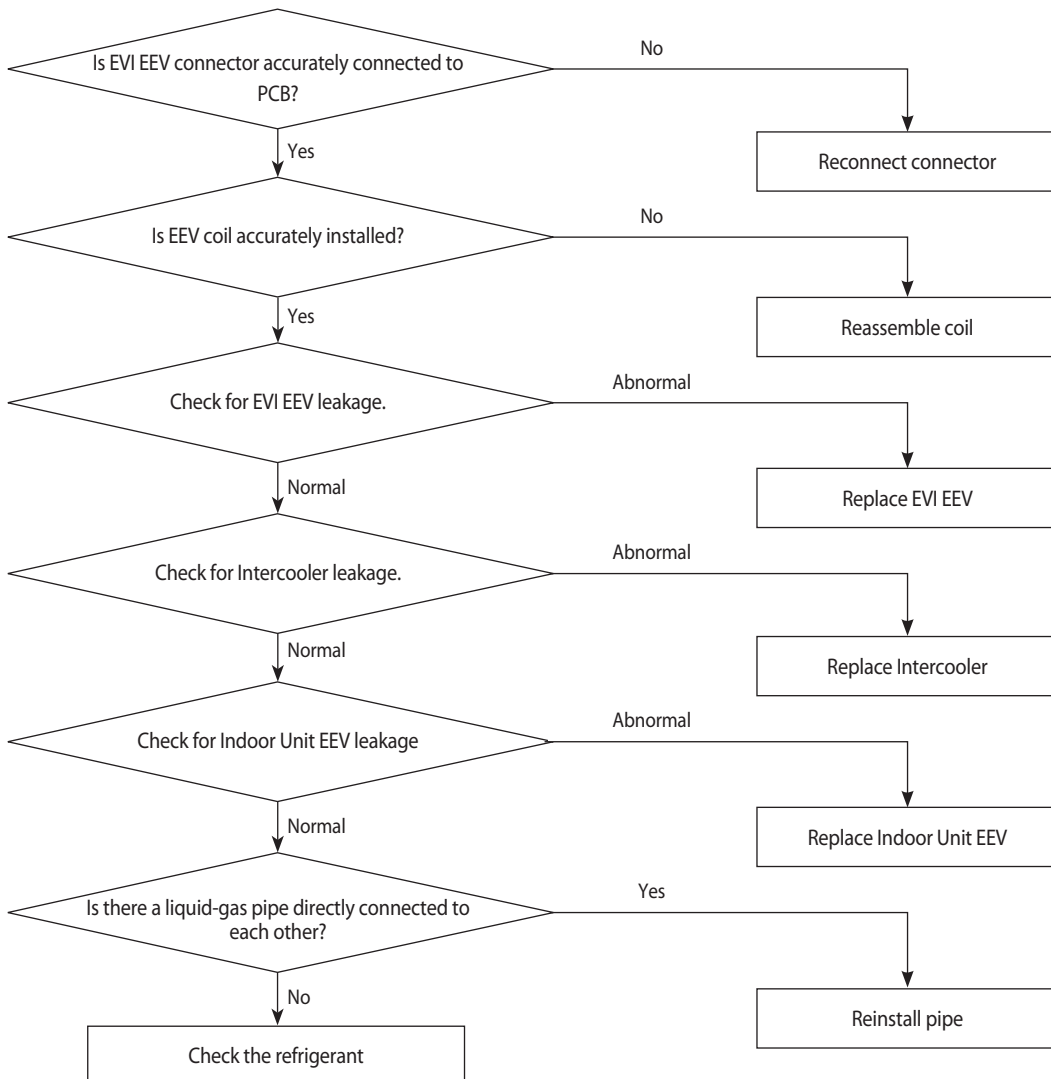 Is EVI EEV connector accurately connected to
PCB?
No
Reconnect connector
Yes
Is EEV coil accurately installed?
No
Reassemble coil
Yes
Check for EVI EEV leakage.
Abnormal
Replace EVI EEV
Normal
Check for Intercooler leakage.
Abnormal
Replace Intercooler
Normal
Check for Indoor Unit EEV leakage
Abnormal
Replace Indoor Unit EEV
Normal
Is there a liquid-gas pipe directly connected to
each other?
Yes
Reinstall pipe
No
Check the refrigerant